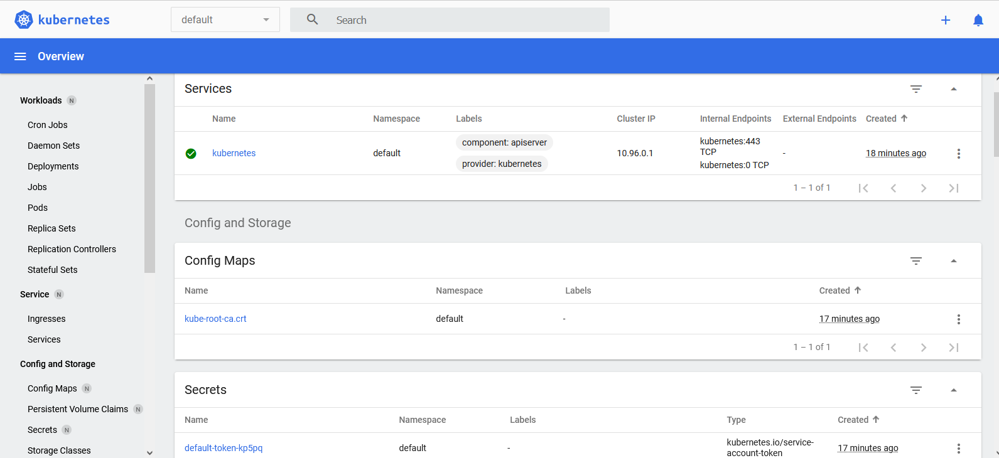 kubernetes
default
Search
Overview
Workloads N
Cron Jobs
Daemon Sets
Deployments
Jobs
Pods
Replica Sets
Replication Controllers
Stateful Sets
Service N
Ingresses
Services
Config and Storage
Config Maps N
Persistent Volume Claims N
Secrets N
Storage Classes
Services
Name Namespace Labels Cluster IP Internal Endpoints External Endpoints Created
kubernetes default component: apiserver provider: kubernetes 10.96.0.1 kubernetes:443 TCP kubernetes:0 TCP - 18 minutes ago
1 – 1 of 1
Config and Storage
Config Maps
Name Namespace Labels Created
kube-root-ca.crt default - 17 minutes ago
1 – 1 of 1
Secrets
Name Namespace Labels Type Created
default-token-kp5pq default - kubernetes.io/service-account-token 17 minutes ago